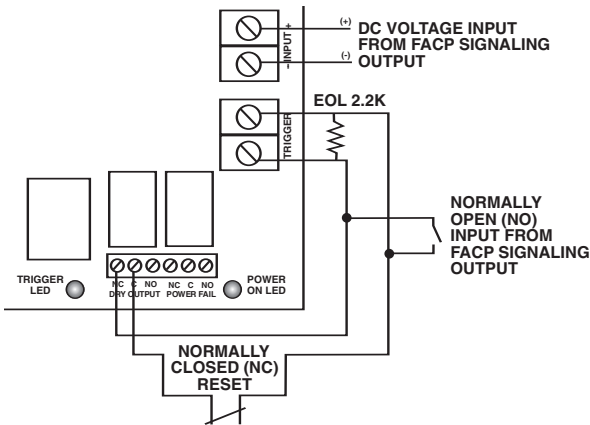 (+) DC VOLTAGE INPUT
FROM FACP SIGNALING
(-) OUTPUT
- INPUT +
EOL 2.2K
TRIGGER
NORMALLY
OPEN (NO)
INPUT FROM
FACP SIGNALING
OUTPUT
TRIGGER
LED
NC C NO NC C NO
DRY OUTPUT POWER FAIL
POWER
ON LED
NORMALLY
CLOSED (NC)
RESET